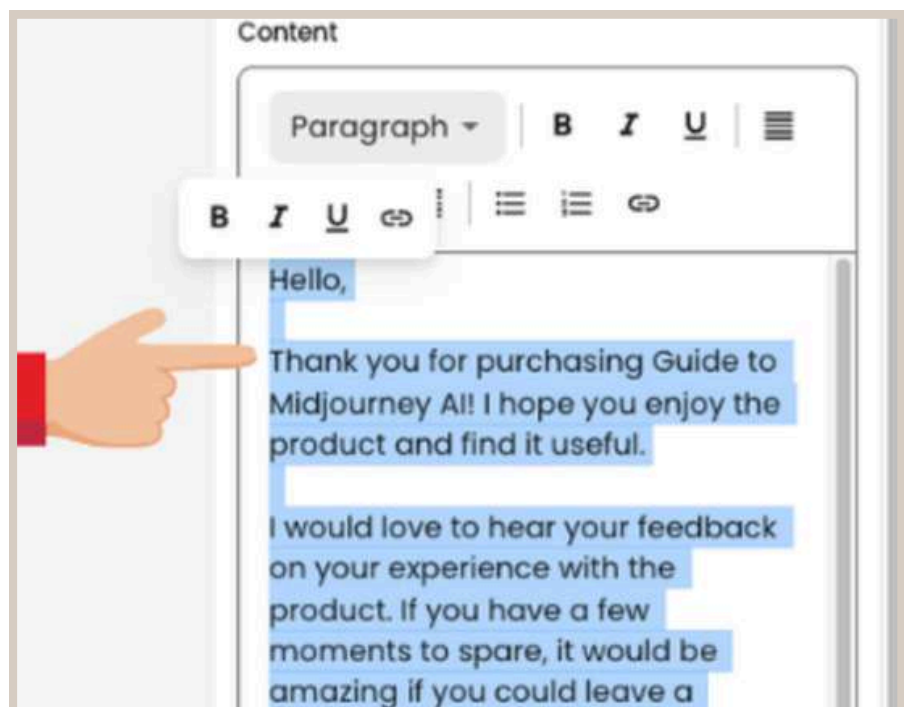 Content
Paragraph
B I U
B I U
Hello,
Thank you for purchasing Guide to
Midjourney AI! I hope you enjoy the
product and find it useful.
I would love to hear your feedback
on your experience with the
product. If you have a few
moments to spare, it would be
amazing if you could leave a